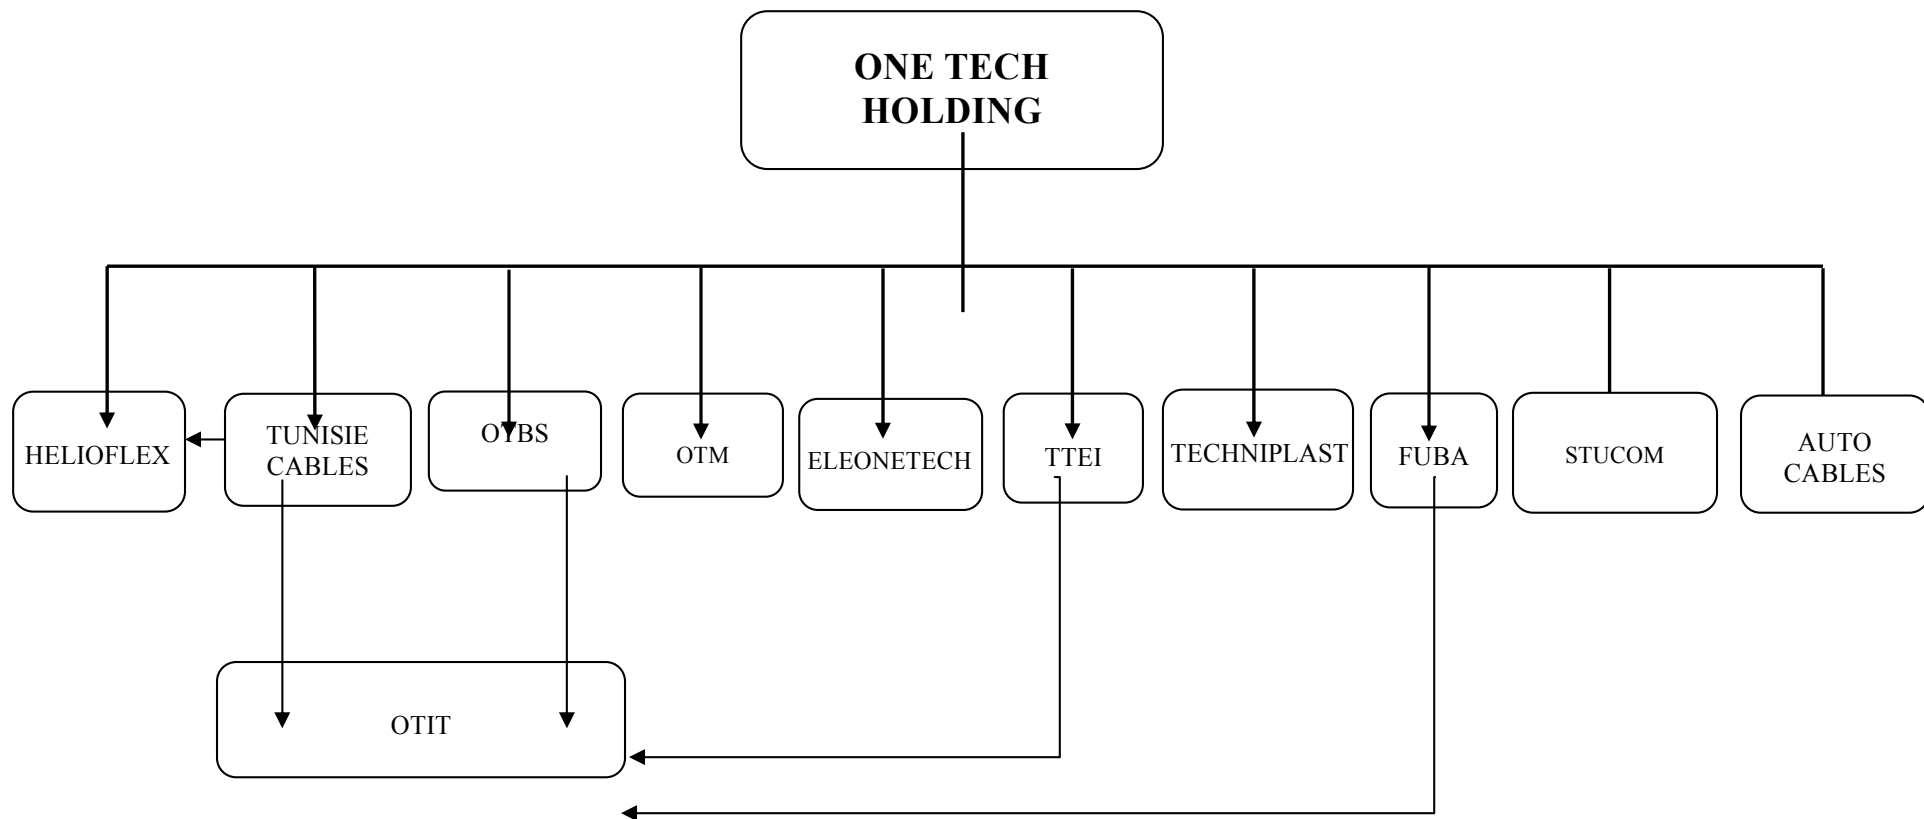 ONE TECH
HOLDING
HELIOFLEX
TUNISIE
CABLES
OYBS
OTM
ELEONETECH
TTEI
TECHNIPLAST
FUBA
STUCOM
AUTO
CABLES
OTIT